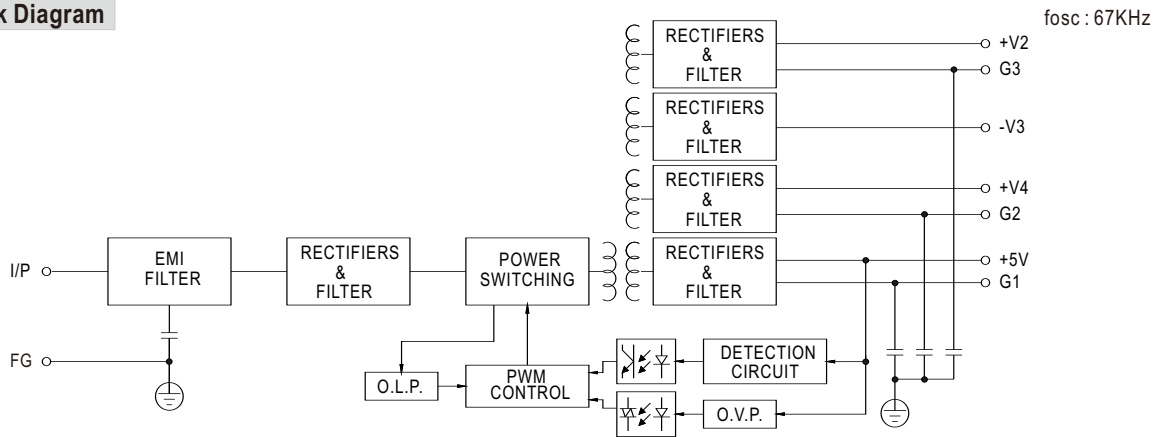 k Diagram
fosc : 67KHz
RECTIFIERS
&
FILTER
+V2
G3
RECTIFIERS
&
FILTER
-V3
RECTIFIERS
&
FILTER
+V4
G2
I/P
EMI
FILTER
RECTIFIERS
&
FILTER
POWER
SWITCHING
RECTIFIERS
&
FILTER
+5V
G1
FG
O.L.P.
PWM
CONTROL
DETECTION
CIRCUIT
O.V.P.